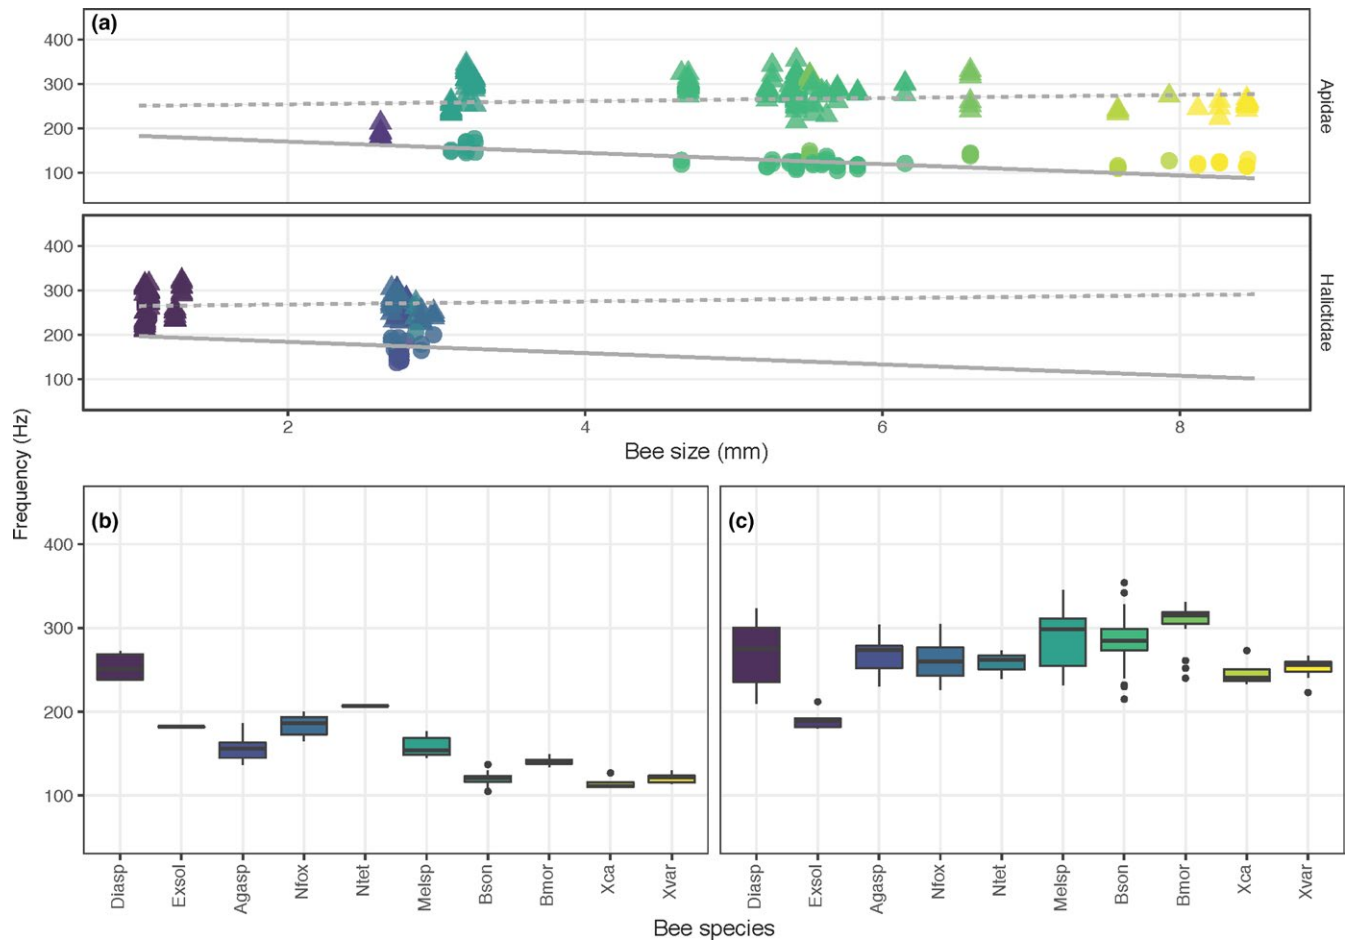 (a)
400
300
200
100
Apidae
400
300
200
100
Halictidae
2 4 6 8
Bee size (mm)
Frequency (Hz)
(b) (c)
400
300
200
100
Diasp Exsol Agasp Nfox Ntet Melsp Bson Bmor Xca Xvar Diasp Exsol Agasp Nfox Ntet Melsp Bson Bmor Xca Xvar
Bee species